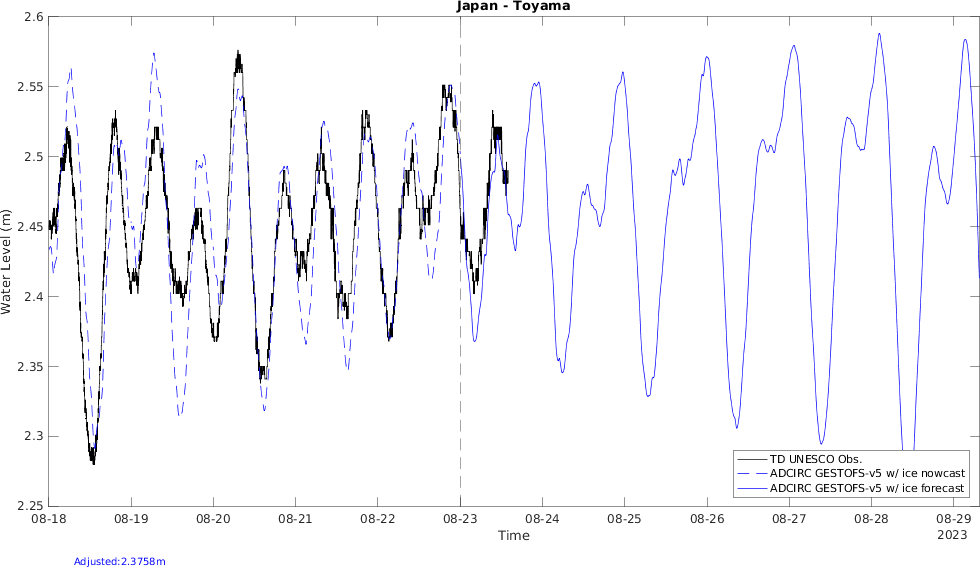 Japan - Toyama
2.6
2.55
2.5
2.45
2.4
2.35
2.3
2.25
Water Level (m)
TD UNESCO Obs.
ADCIRC GESTOFS-v5 w/ ice nowcast
ADCIRC GESTOFS-v5 w/ ice forecast
08-18 08-19 08-20 08-21 08-22 08-23 08-24 08-25 08-26 08-27 08-28 08-29
Time
2023
Adjusted:2.3758m